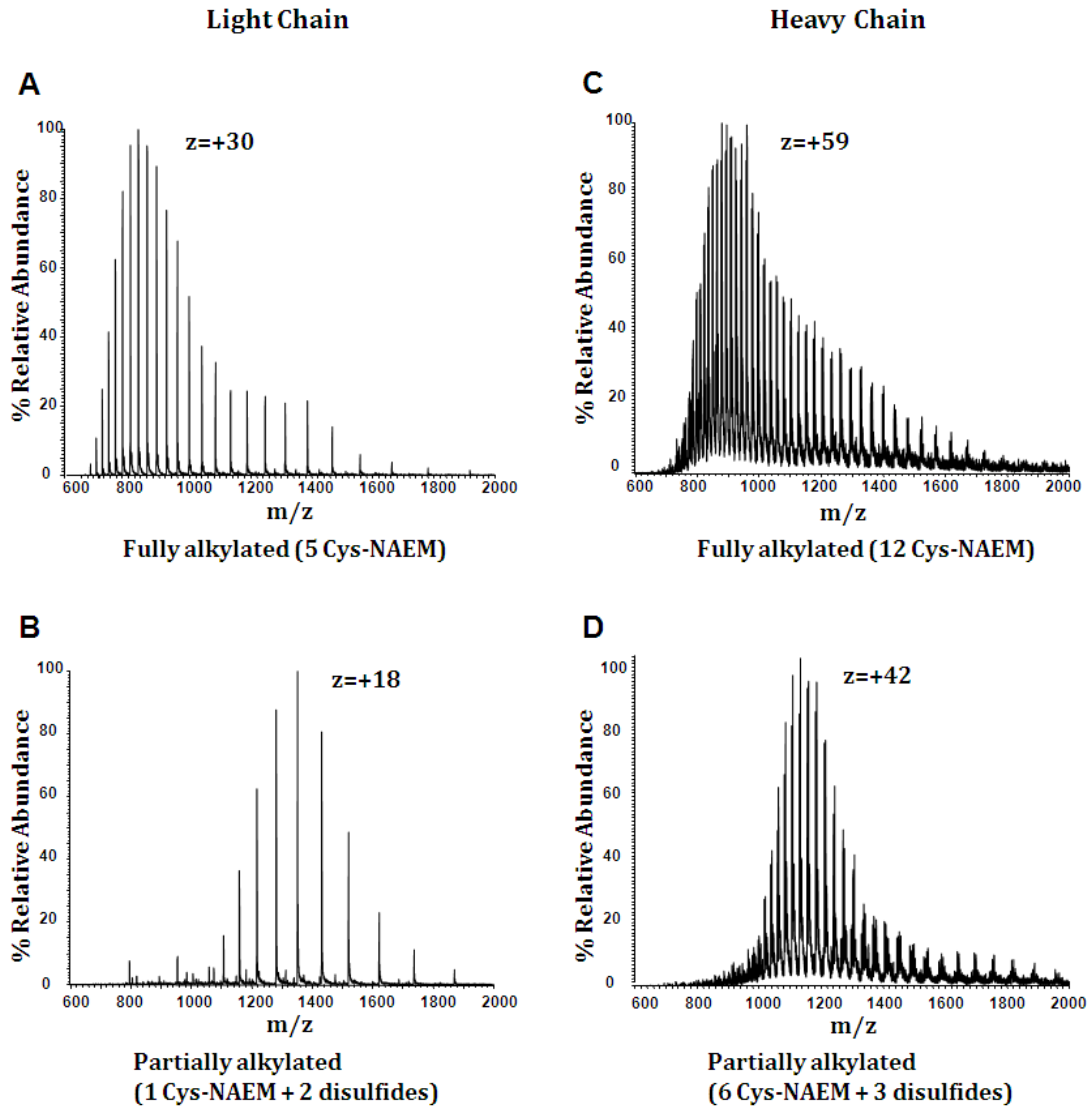 Light Chain
Heavy Chain
A
z=+30
% Relative Abundance
100
80
60
40
20
0
600 800 1000 1200 1400 1600 1800 2000
m/z
Fully alkylated (5 Cys-NAEM)
C
z=+59
% Relative Abundance
100
80
60
40
20
0
600 800 1000 1200 1400 1600 1800 2000
m/z
Fully alkylated (12 Cys-NAEM)
B
z=+18
% Relative Abundance
100
80
60
40
20
0
600 800 1000 1200 1400 1600 1800 2000
m/z
Partially alkylated
(1 Cys-NAEM + 2 disulfides)
D
z=+42
% Relative Abundance
100
80
60
40
20
0
600 800 1000 1200 1400 1600 1800 2000
m/z
Partially alkylated
(6 Cys-NAEM + 3 disulfides)